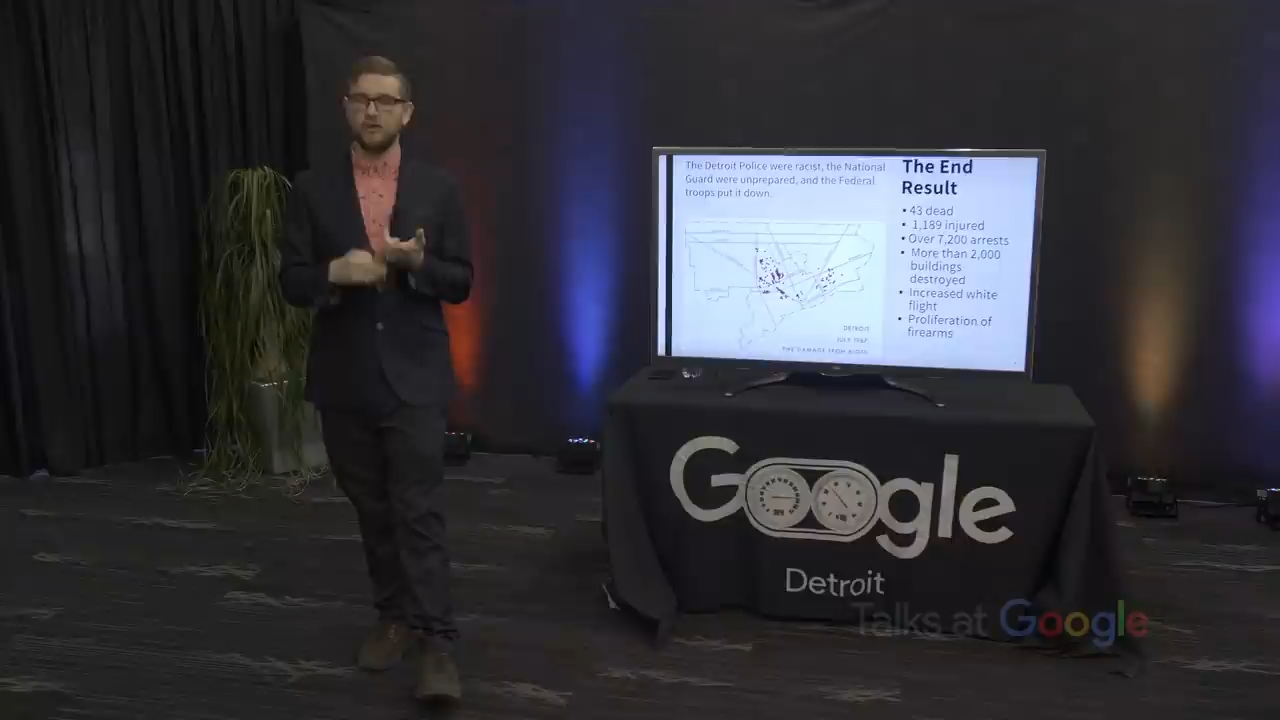 The Detroit Police were racist, the National
Guard were unprepared, and the Federal
troops put it down.
The End
Result
• 43 dead
• 1,189 injured
• Over 7,200 arrests
• More than 2,000
buildings
destroyed
• Increased white
flight
• Proliferation of
firearms
DETROIT
JULY 1967
Google
Detroit
Talks at Google